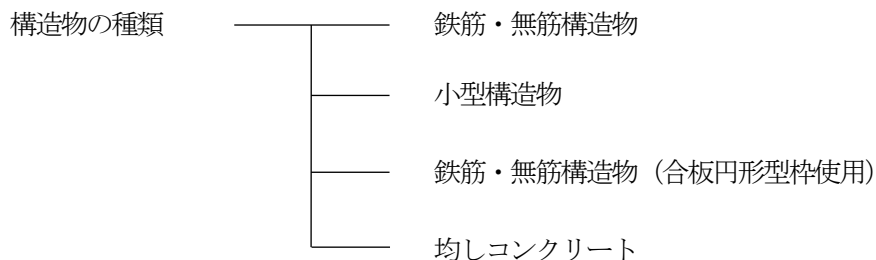 構造物の種類
鉄筋・無筋構造物
小型構造物
鉄筋・無筋構造物（合板円形型枠使用）
均しコンクリート